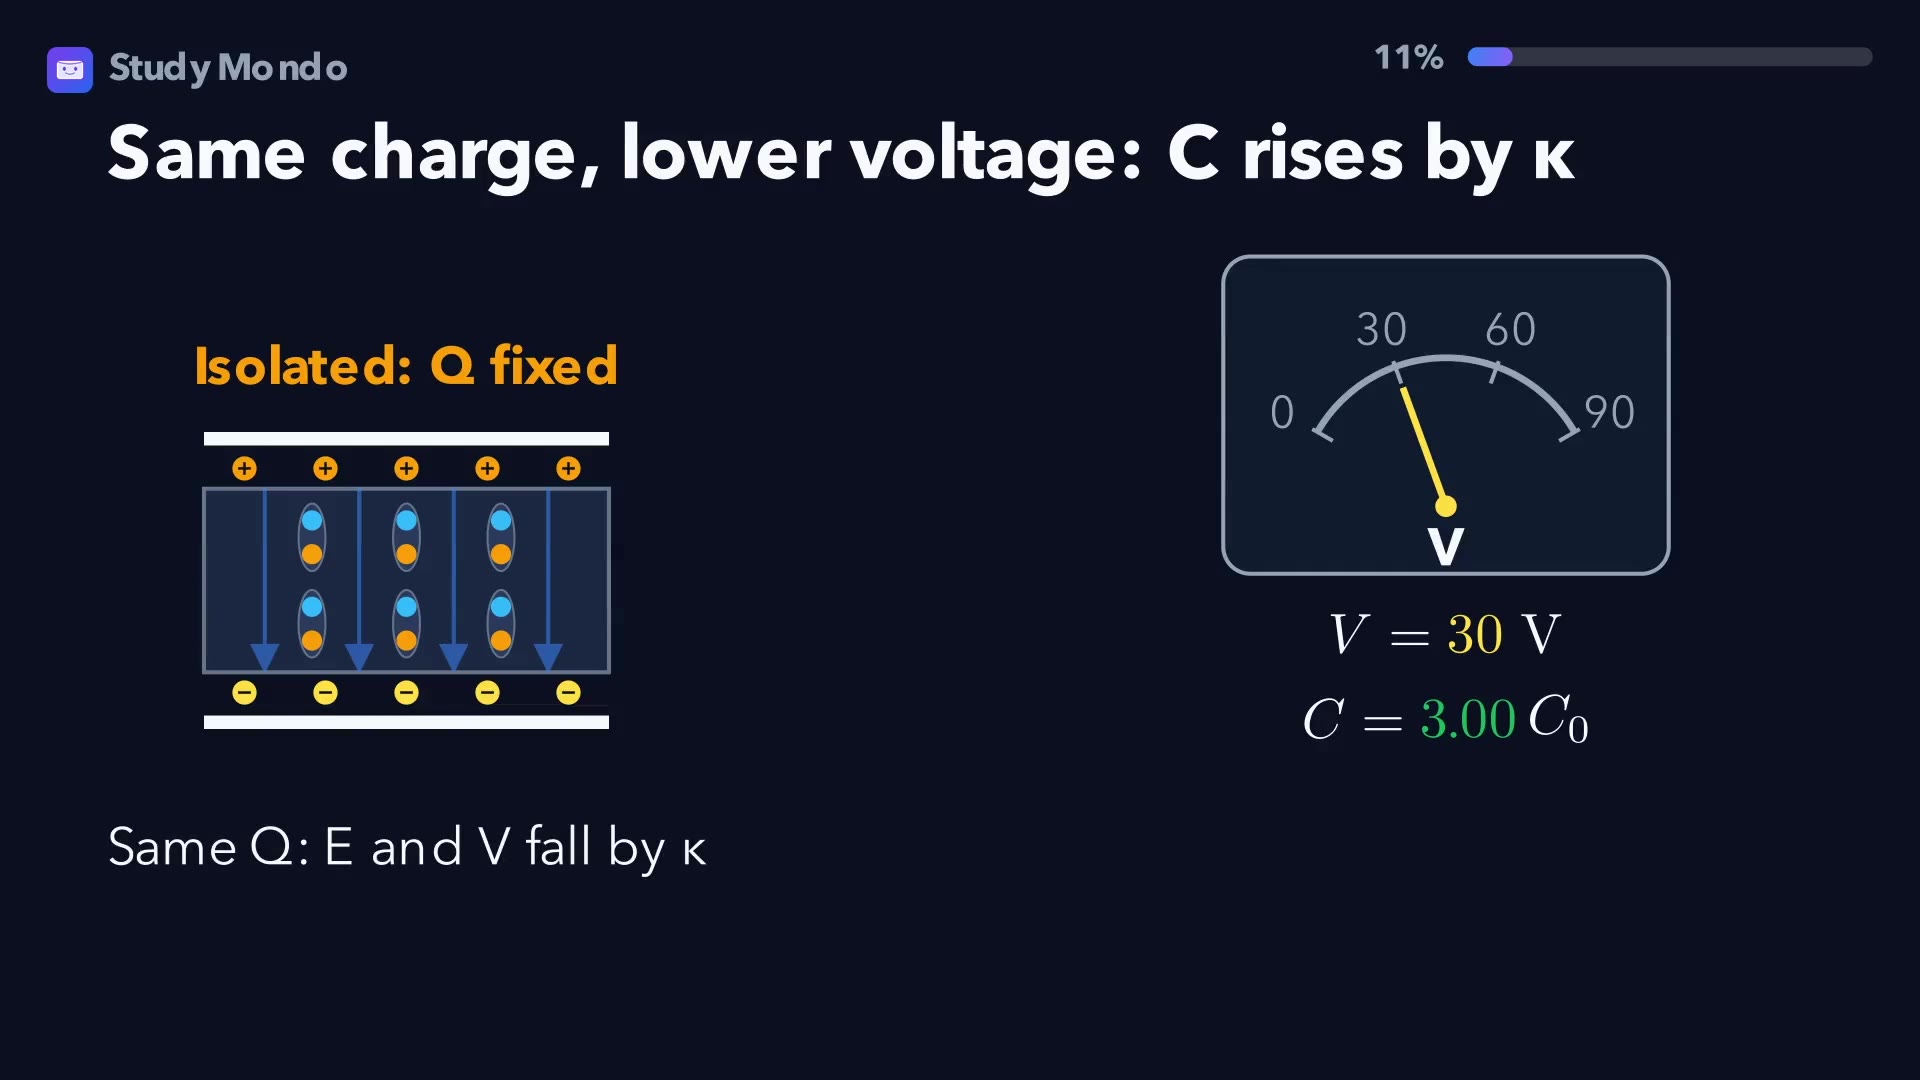 Study Mondo
11%
Same charge, lower voltage: C rises by κ
Isolated: Q fixed
+ + + + +
− − − − −
0 30 60 90
V
V = 30 V
C = 3.00 C₀
Same Q: E and V fall by κ